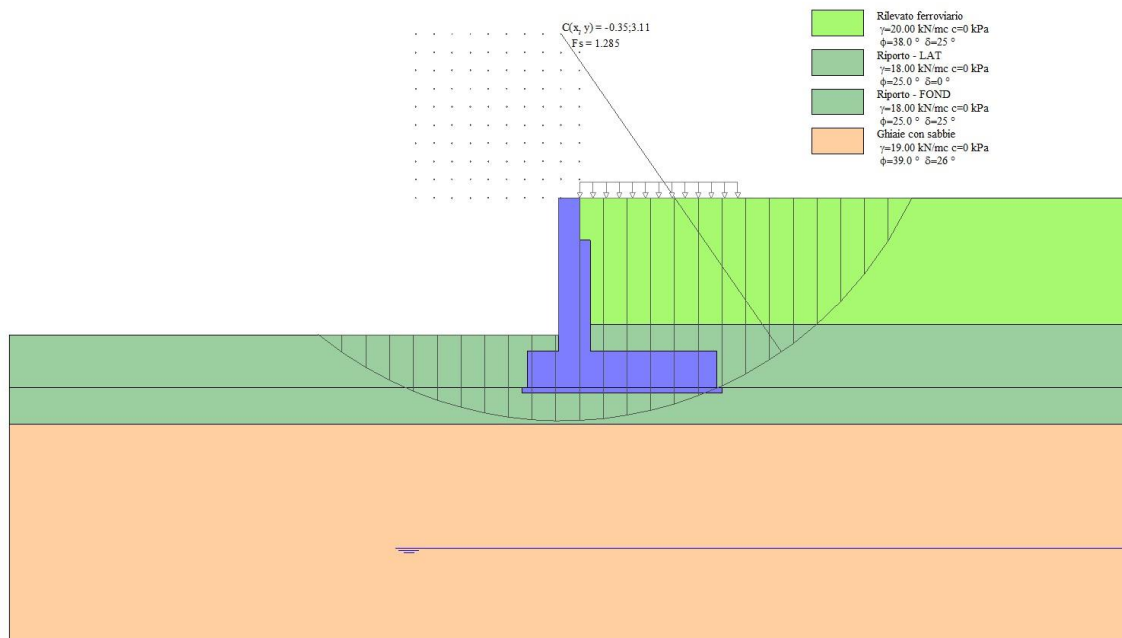 C(x, y) = -0.35;3.11
Fs = 1.285
Rilevato ferroviario
γ=20.00 kN/mc c=0 kPa
ϕ=38.0 ° δ=25 °
Riporto - LAT
γ=18.00 kN/mc c=0 kPa
ϕ=25.0 ° δ=0 °
Riporto - FOND
γ=18.00 kN/mc c=0 kPa
ϕ=25.0 ° δ=25 °
Ghiaie con sabbie
γ=19.00 kN/mc c=0 kPa
ϕ=39.0 ° δ=26 °